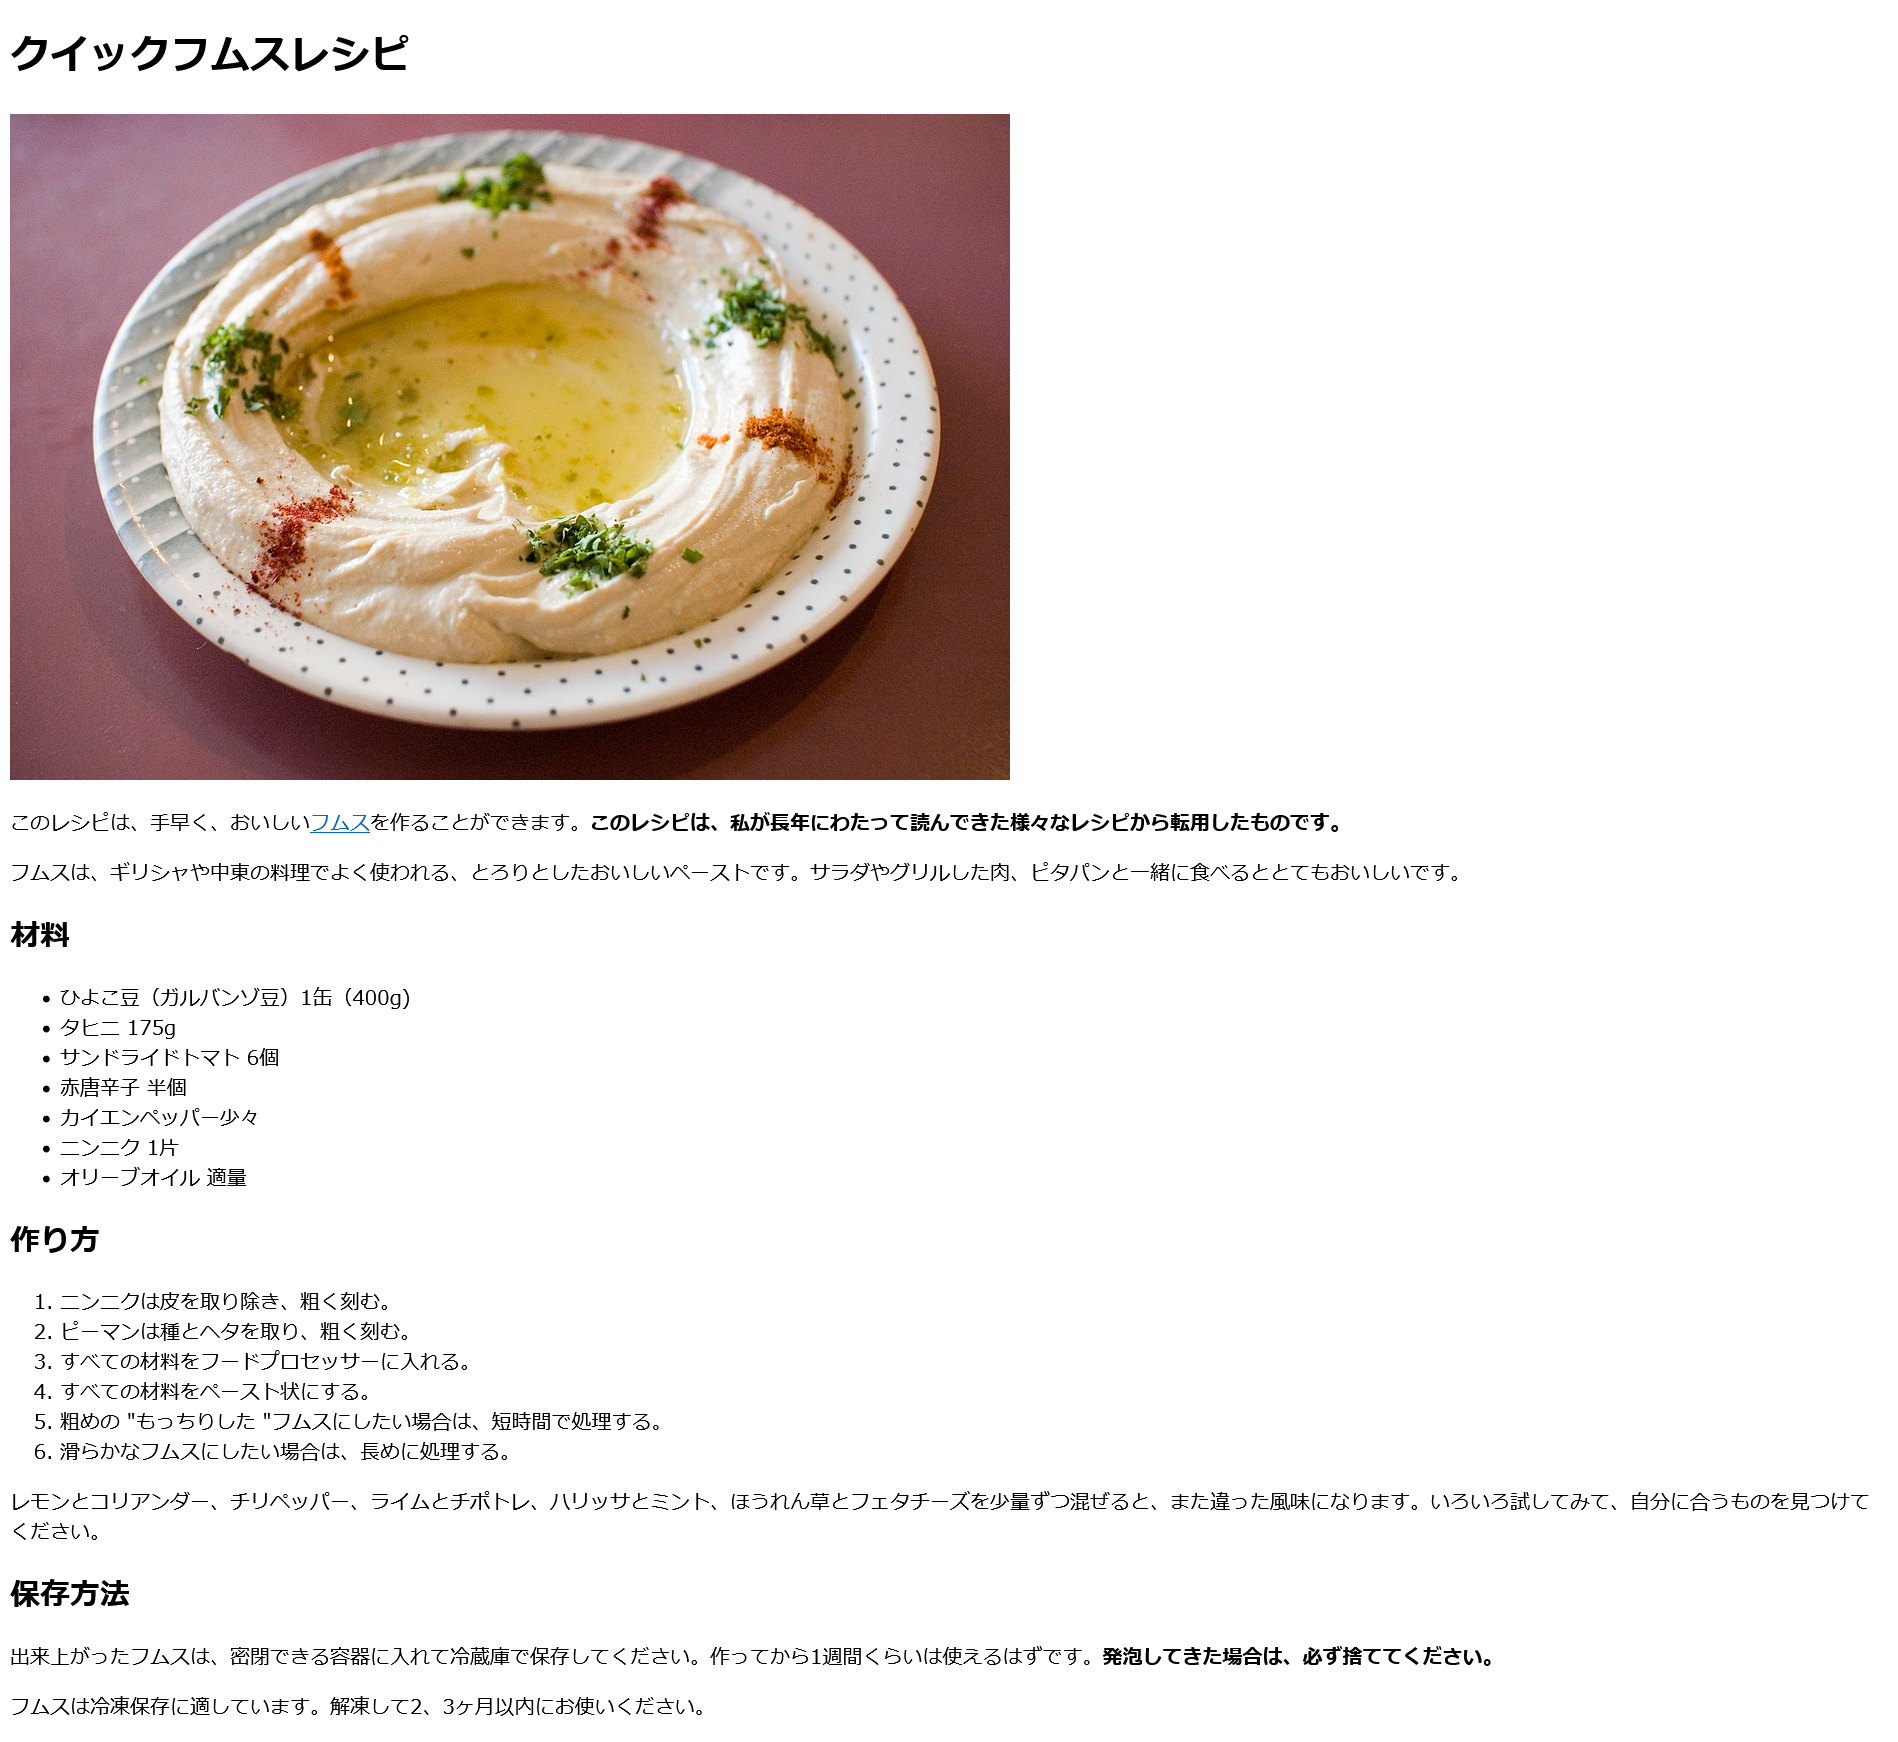 クイックフムスレシピ
このレシピは、手早く、おいしいフムスを作ることができます。このレシピは、私が長年にわたって読んできた様々なレシピから転用したものです。
フムスは、ギリシャや中東の料理でよく使われる、とろりとしたおいしいペーストです。サラダやグリルした肉、ピタパンと一緒に食べるととてもおいしいです。
材料
• ひよこ豆（ガルバンゾ豆）1缶（400g)
• タヒニ 175g
• サンドライドトマト 6個
• 赤唐辛子 半個
• カイエンペッパー少々
• ニンニク 1片
• オリーブオイル 適量
作り方
1. ニンニクは皮を取り除き、粗く刻む。
2. ピーマンは種とヘタを取り、粗く刻む。
3. すべての材料をフードプロセッサーに入れる。
4. すべての材料をペースト状にする。
5. 粗めの "もっちりした "フムスにしたい場合は、短時間で処理する。
6. 滑らかなフムスにしたい場合は、長めに処理する。
レモンとコリアンダー、チリペッパー、ライムとチポトレ、ハリッサとミント、ほうれん草とフェタチーズを少量ずつ混ぜると、また違った風味になります。いろいろ試してみて、自分に合うものを見つけて
ください。
保存方法
出来上がったフムスは、密閉できる容器に入れて冷蔵庫で保存してください。作ってから1週間くらいは使えるはずです。発泡してきた場合は、必ず捨ててください。
フムスは冷凍保存に適しています。解凍して2、3ヶ月以内にお使いください。